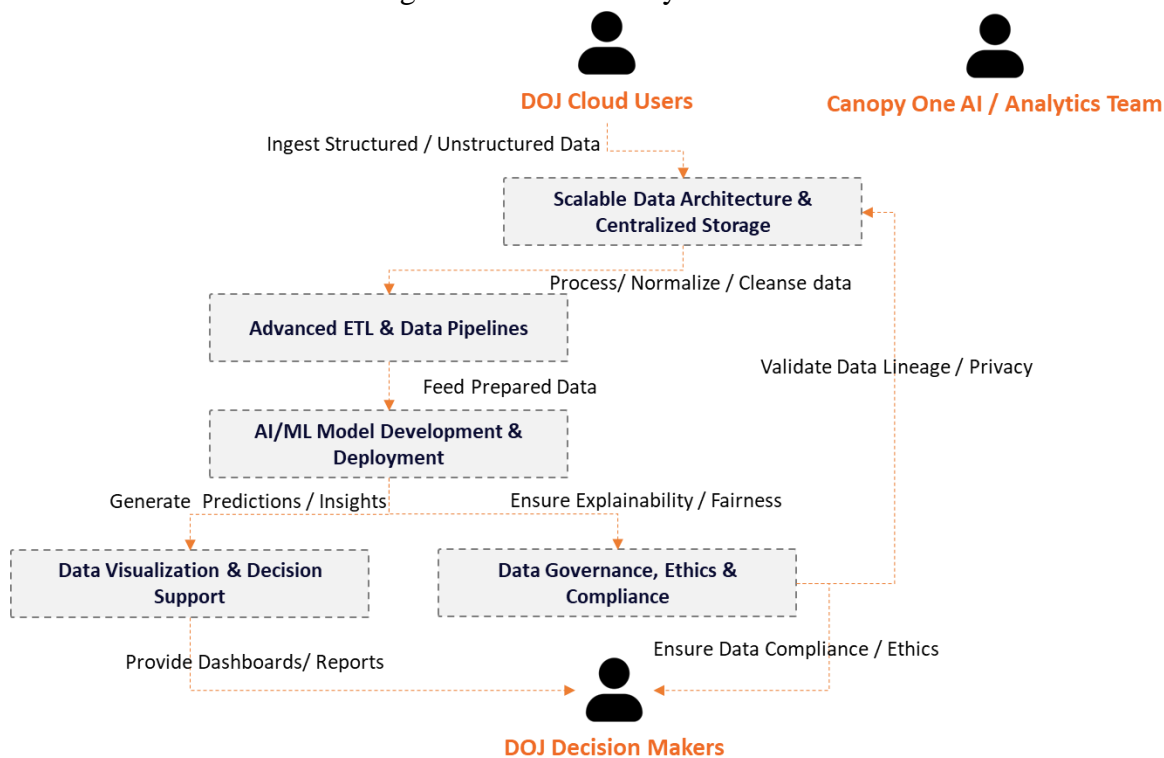 DOJ Cloud Users
Canopy One AI / Analytics Team
Ingest Structured / Unstructured Data
Scalable Data Architecture &
Centralized Storage
Process/ Normalize / Cleanse data
Advanced ETL & Data Pipelines
Validate Data Lineage / Privacy
Feed Prepared Data
AI/ML Model Development &
Deployment
Generate Predictions / Insights
Ensure Explainability / Fairness
Data Visualization & Decision
Support
Data Governance, Ethics &
Compliance
Provide Dashboards/ Reports
Ensure Data Compliance / Ethics
DOJ Decision Makers